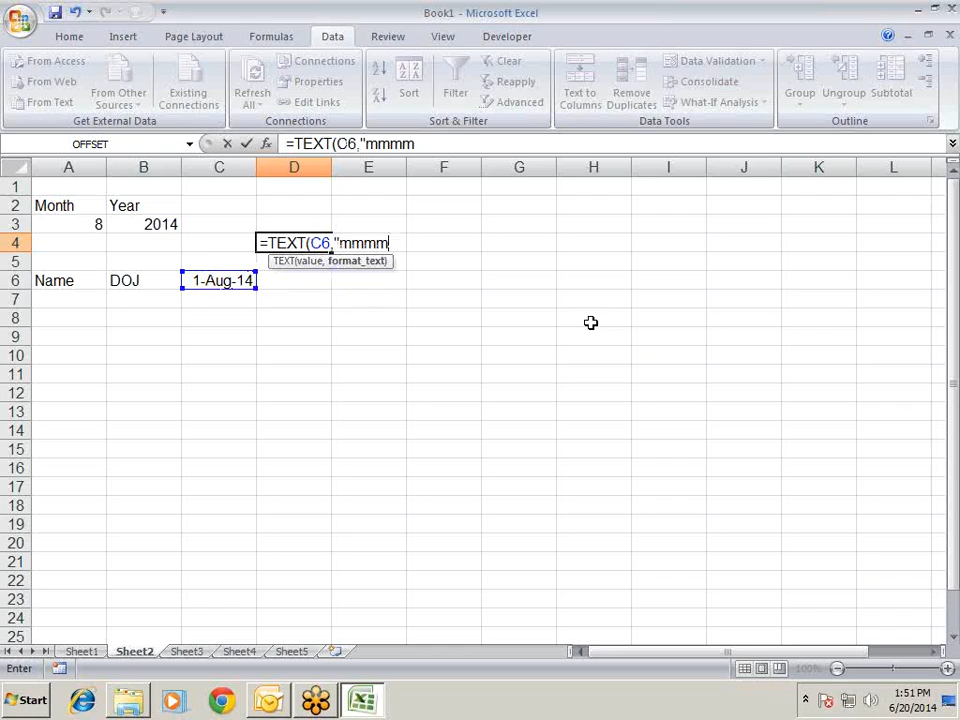 Book1 - Microsoft Excel
Home Insert Page Layout Formulas Data Review View Developer
From Access
From Web
From Text
From Other Sources
Existing Connections
Get External Data
Refresh All
Connections
Properties
Edit Links
Connections
Sort
Filter
Clear
Reapply
Advanced
Sort & Filter
Text to Columns
Remove Duplicates
Data Validation
Consolidate
What-If Analysis
Data Tools
Group
Ungroup
Subtotal
Outline
OFFSET fx =TEXT(C6,"mmmm
A B C D E F G H I J K L
1
2 Month Year
3 8 2014
4 =TEXT(C6,"mmmm
5 TEXT(value, format_text)
6 Name DOJ 1-Aug-14
7
8
9
10
11
12
13
14
15
16
17
18
19
20
21
22
23
24
25
Sheet1 Sheet2 Sheet3 Sheet4 Sheet5
Enter 100%
Start 1:51 PM
6/20/2014